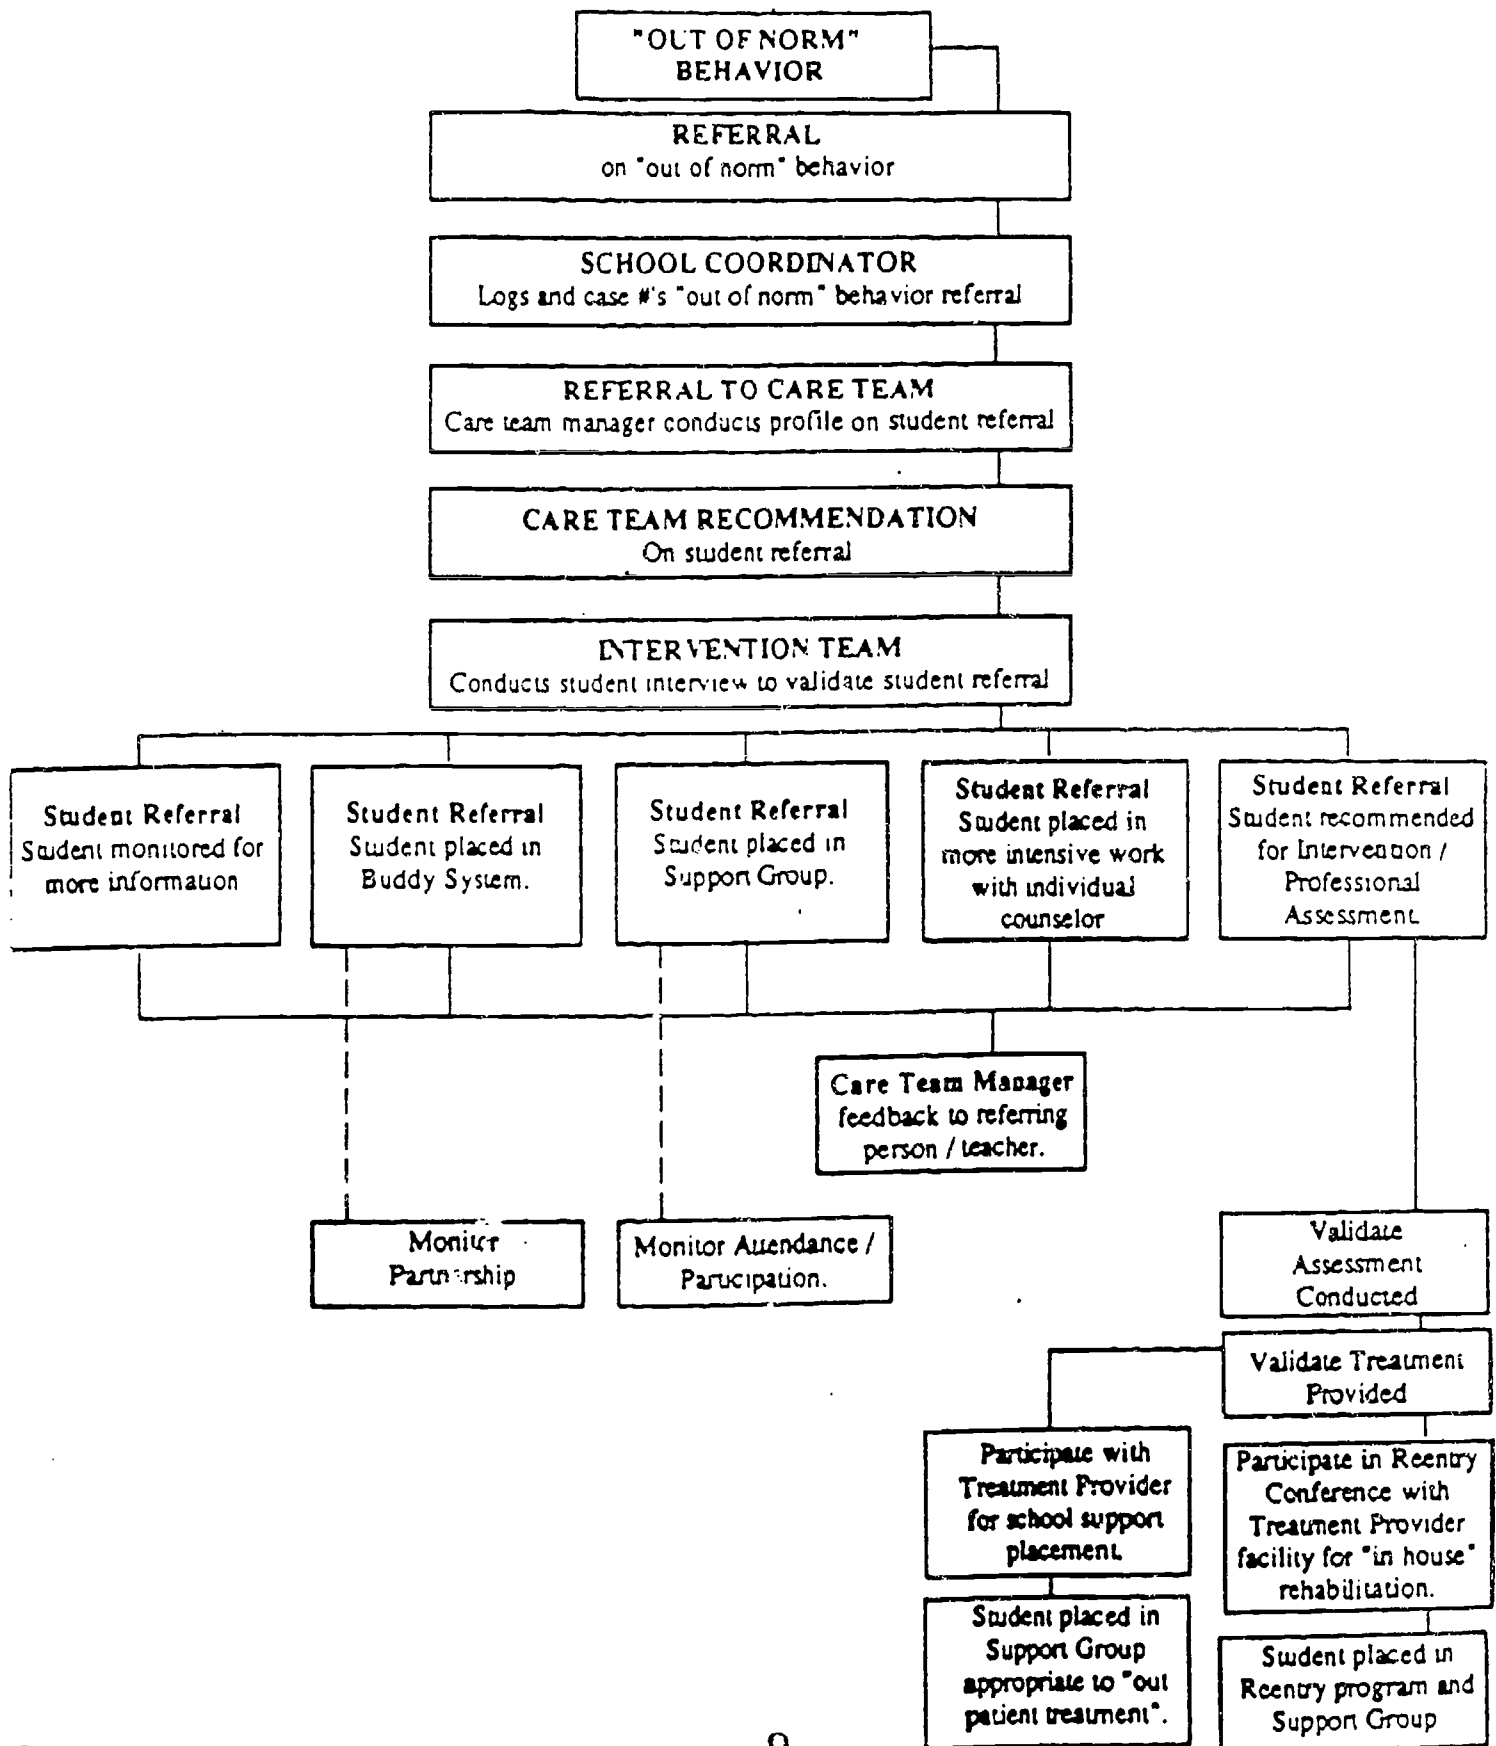 "OUT OF NORM"
BEHAVIOR
REFERRAL
on "out of norm" behavior
SCHOOL COORDINATOR
Logs and case #'s "out of norm" behavior referral
REFERRAL TO CARE TEAM
Care team manager conducts profile on student referral
CARE TEAM RECOMMENDATION
On student referral
INTERVENTION TEAM
Conducts student interview to validate student referral
Student Referral
Student monitored for
more information
Student Referral
Student placed in
Buddy System.
Student Referral
Student placed in
Support Group.
Student Referral
Student placed in
more intensive work
with individual
counselor
Student Referral
Student recommended
for Intervention /
Professional
Assessment.
Care Team Manager
feedback to referring
person / teacher.
Monitor
Partnership
Monitor Attendance /
Participation.
Validate
Assessment
Conducted
Validate Treatment
Provided
Participate with
Treatment Provider
for school support
placement.
Participate in Reentry
Conference with
Treatment Provider
facility for "in house"
rehabilitation.
Student placed in
Support Group
appropriate to "out
patient treatment".
Student placed in
Reentry program and
Support Group